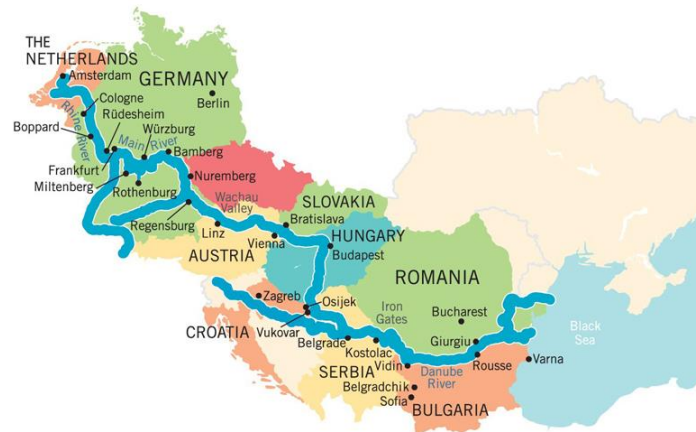 THE
NETHERLANDS
Amsterdam
GERMANY
Berlin
Cologne
Rüdesheim
Boppard
Rhine River
Würzburg
Main River
Bamberg
Frankfurt
Miltenberg
Rothenburg
Nuremberg
Regensburg
Wachau
Valley
SLOVAKIA
Bratislava
Linz
Vienna
AUSTRIA
HUNGARY
Budapest
ROMANIA
Zagreb
Osijek
Iron
Gates
Bucharest
CROATIA
Vukovar
Belgrade
Giurgiu
Black
Sea
Kostolac
Vidin
Rousse
Varna
SERBIA
Danube
River
Belgradchik
Sofia
BULGARIA